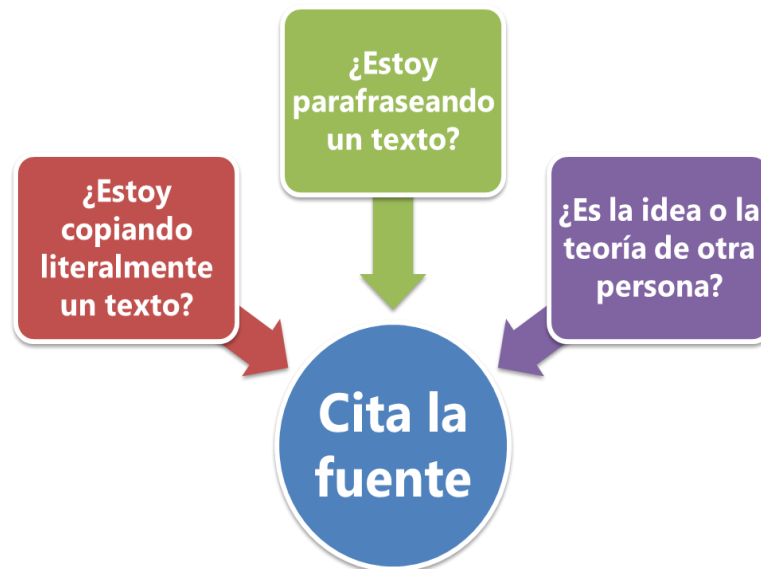 ¿Estoy
parafraseando
un texto?
¿Estoy
copiando
literalmente
un texto?
¿Es la idea o la
teoría de otra
persona?
Cita la
fuente